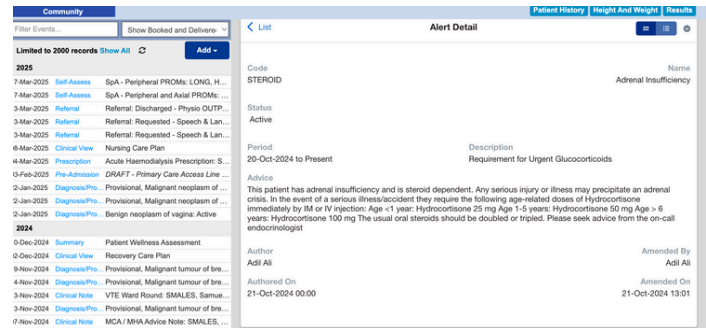 Community
Patient History
Height And Weight
Results
Filter Events...
Show Booked and Delivere
List
Alert Detail
Limited to 2000 records Show All
Add
2025
7-Mar-2025 Self-Assess SpA - Peripheral PROMs: LONG, H...
7-Mar-2025 Self-Assess SpA - Peripheral and Axial PROMs: ...
3-Mar-2025 Referral Referral: Discharged - Physio OUTP...
3-Mar-2025 Referral Referral: Requested - Speech & Lan...
3-Mar-2025 Referral Referral: Requested - Speech & Lan...
6-Mar-2025 Clinical View Nursing Care Plan
4-Mar-2025 Prescription Acute Haemodialysis Prescription: S...
3-Feb-2025 Pre-Admission DRAFT - Primary Care Access Line ...
2-Jan-2025 Diagnosis/Pro... Provisional, Malignant neoplasm of ...
2-Jan-2025 Diagnosis/Pro... Provisional, Malignant neoplasm of ...
2-Jan-2025 Diagnosis/Pro... Benign neoplasm of vagina: Active
2024
0-Dec-2024 Summary Patient Wellness Assessment
2-Dec-2024 Clinical View Recovery Care Plan
9-Nov-2024 Diagnosis/Pro... Provisional, Malignant tumour of bre...
4-Nov-2024 Diagnosis/Pro... Provisional, Malignant tumour of bre...
3-Nov-2024 Clinical Note VTE Ward Round: SMALES, Samue...
3-Nov-2024 Diagnosis/Pro... Provisional, Malignant tumour of bre...
7-Nov-2024 Clinical Note MCA / MHA Advice Note: SMALES, ...
Code
Name
STEROID
Adrenal Insufficiency
Status
Active
Period
Description
20-Oct-2024 to Present
Requirement for Urgent Glucocorticoids
Advice
This patient has adrenal insufficiency and is steroid dependent. Any serious injury or illness may precipitate an adrenal
crisis. In the event of a serious illness/accident they require the following age-related doses of Hydrocortisone
immediately by IM or IV injection: Age <1 year: Hydrocortisone 25 mg Age 1-5 years: Hydrocortisone 50 mg Age > 6
years: Hydrocortisone 100 mg The usual oral steroids should be doubled or tripled. Please seek advice from the on-call
endocrinologist
Author
Amended By
Adil Ali
Adil Ali
Authored On
Amended On
21-Oct-2024 00:00
21-Oct-2024 13:01